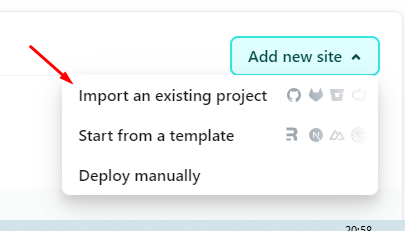 Add new site
Import an existing project
Start from a template
Deploy manually
20:58